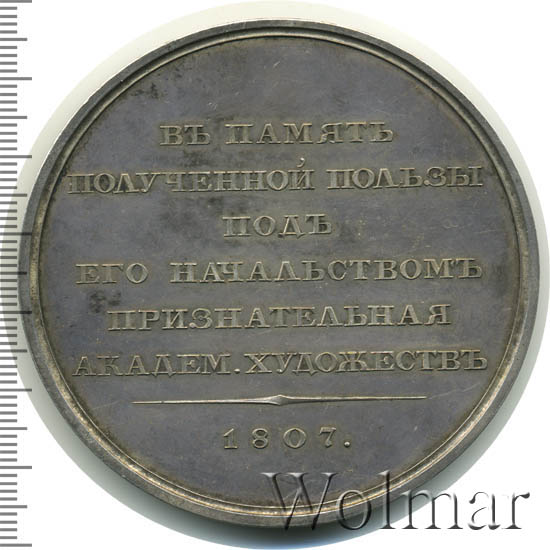 ВЪ ПАМЯТЬ
ПОЛУЧЕННОЙ ПОЛЬЗЫ
ПОДЪ
ЕГО НАЧАЛЬСТВОМЪ
ПРИЗНАТЕЛЬНАЯ
АКАДЕМ. ХУДОЖЕСТВЪ
1807.
Wolmar